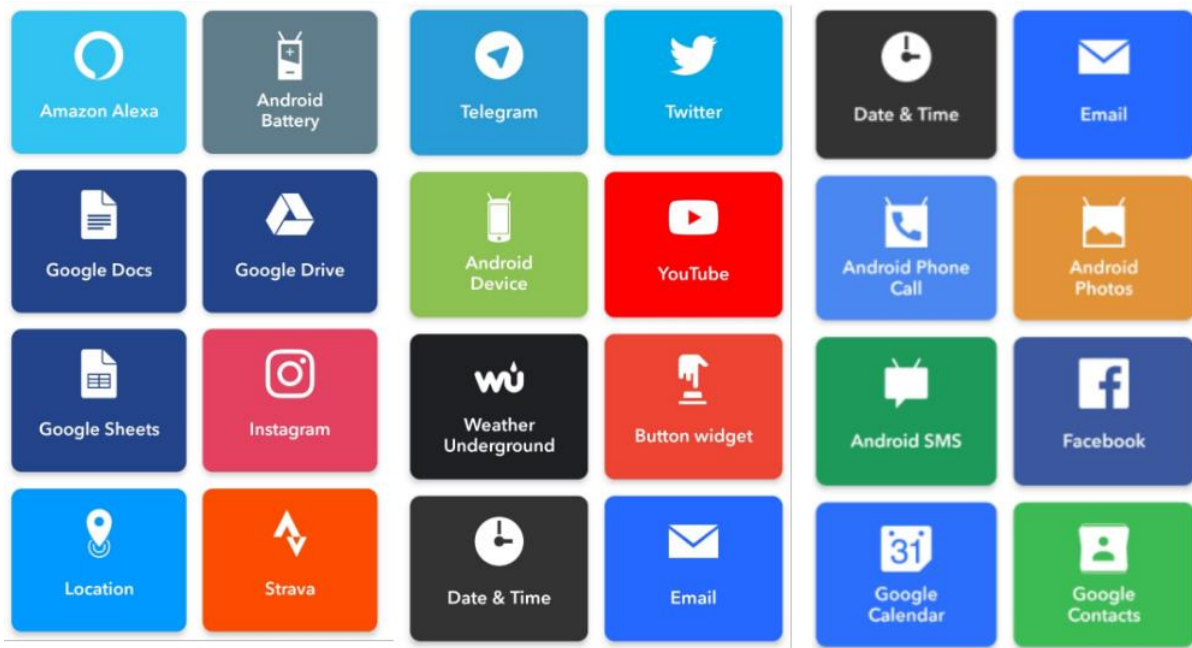 Amazon Alexa
Android
Battery
Google Docs
Google Drive
Google Sheets
Instagram
Location
Strava
Telegram
Twitter
Android
Device
YouTube
Weather
Underground
Button widget
Date & Time
Email
Date & Time
Email
Android Phone
Call
Android
Photos
Android SMS
Facebook
31
Google
Calendar
Google
Contacts